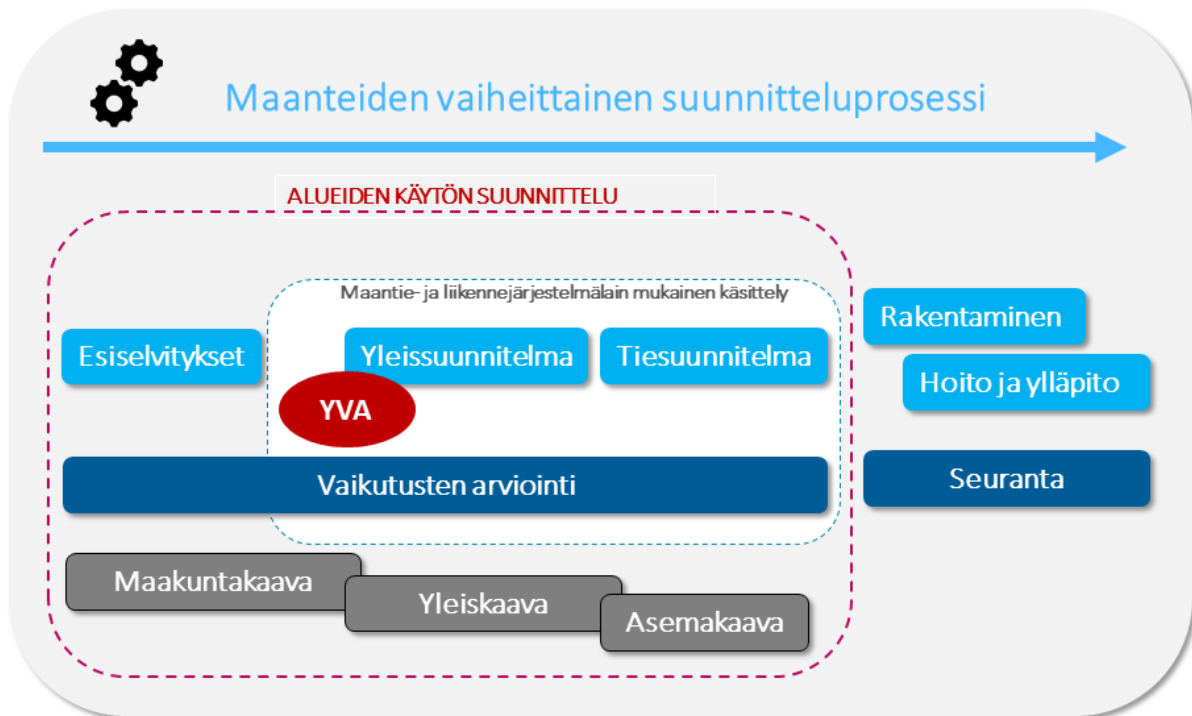 Maanteiden vaiheittainen suunnitteluprosessi
ALUEIDEN KÄYTÖN SUUNNITTELU
Maantie- ja liikennejärjestelmälain mukainen käsittely
Esiselvitykset
Yleissuunnitelma
Tiesuunnitelma
Rakentaminen
Hoito ja ylläpito
YVA
Vaikutusten arviointi
Seuranta
Maakuntakaava
Yleiskaava
Asemakaava